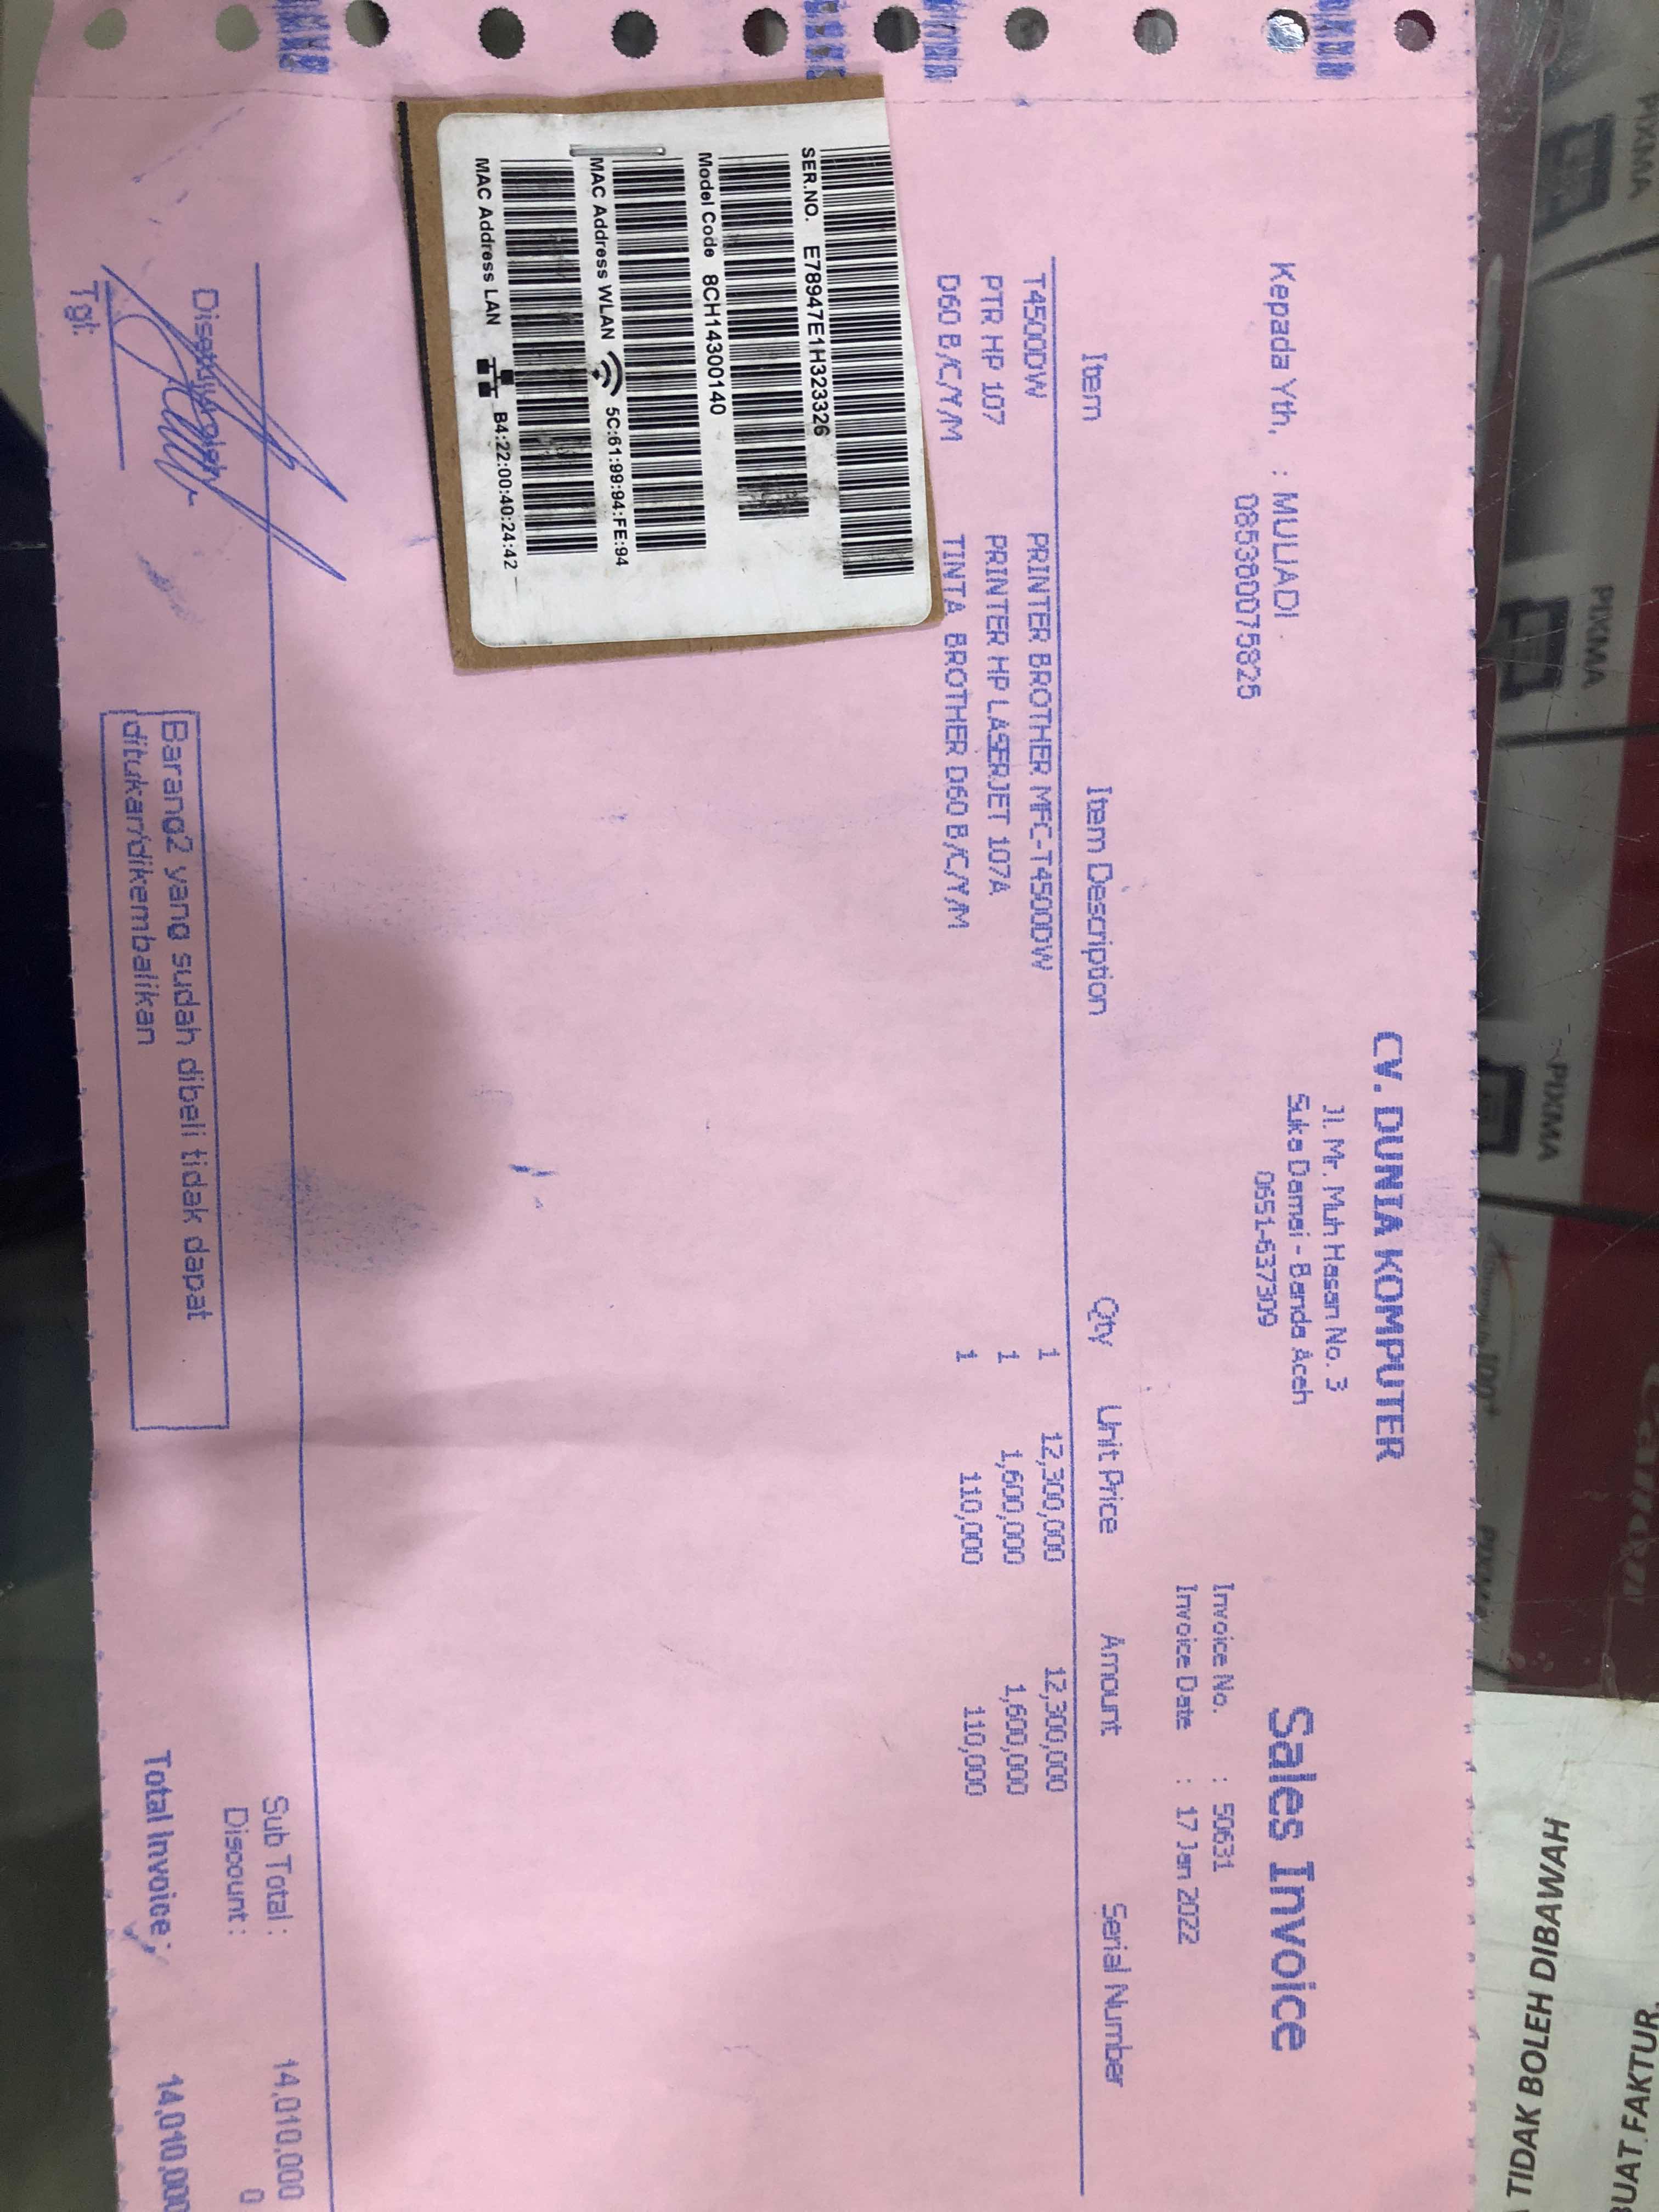 CV. DUNIA KOMPUTER
Jl. Mr. Muh Hasan No. 3
Suka Damai - Banda Aceh
0651-637309
Sales Invoice
Kepada Yth, : MULIADI
085380075825
Invoice No. : 50631
Invoice Date : 17 Jan 2022
Item Item Description Qty Unit Price Amount Serial Number
T4500DW PRINTER BROTHER MFC-T4500DW 1 12,300,000 12,300,000
PTR HP 107 PRINTER HP LASERJET 107A 1 1,600,000 1,600,000
D60 B/C/Y/M TINTA BROTHER D60 B/C/Y/M 1 110,000 110,000
SER.NO. E78947E1H323326
Model Code 8CH14300140
MAC Address WLAN 5C:61:99:94:FE:94
MAC Address LAN B4:22:00:40:24:42
Disetujui oleh
Tgl:
Barang2 yang sudah dibeli tidak dapat
ditukar/dikembalikan
Sub Total : 14,010,000
Discount : 0
Total Invoice : 14,010,000
PIXMA
PIXMA
PIXMA
TIDAK BOLEH DIBAWAH
UAT FAKTUR.